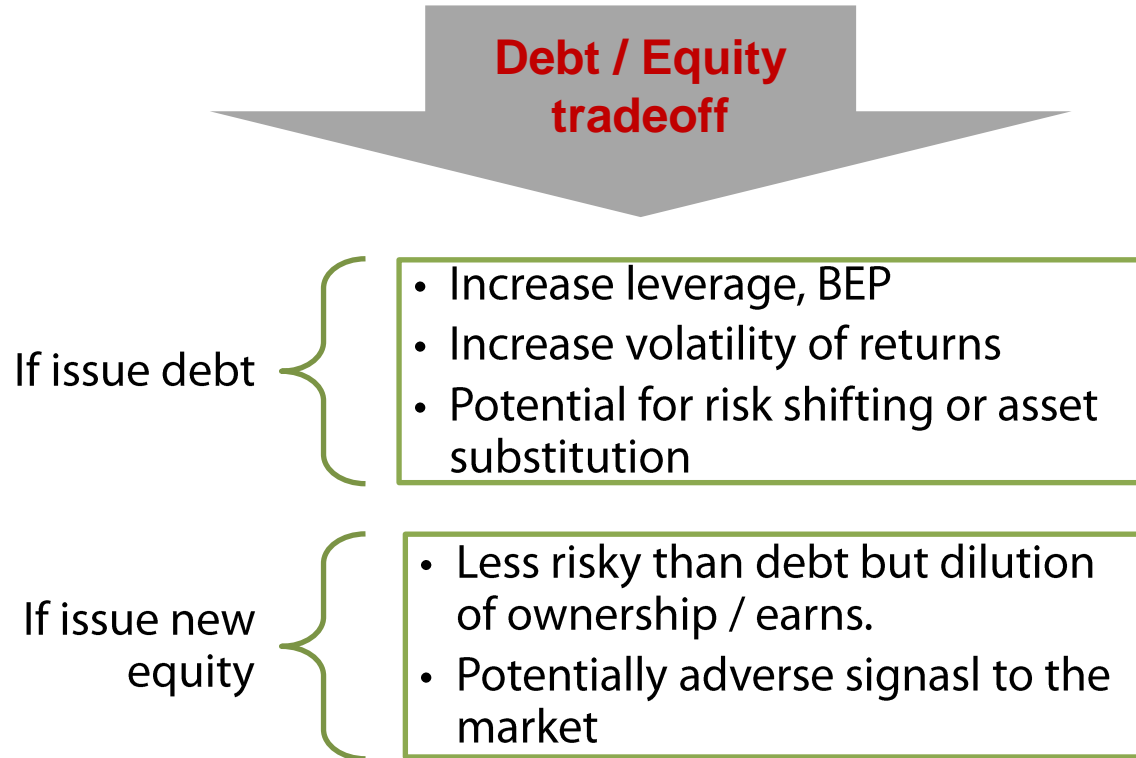 Debt / Equity
tradeoff
If issue debt
• Increase leverage, BEP
• Increase volatility of returns
• Potential for risk shifting or asset
substitution
If issue new
equity
• Less risky than debt but dilution
of ownership / earns.
• Potentially adverse signasl to the
market